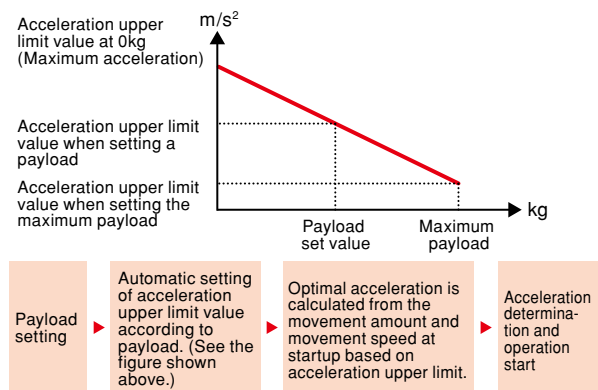 Acceleration upper
limit value at 0kg
(Maximum acceleration)
m/s²
Acceleration upper limit
value when setting a
payload
Acceleration upper limit
value when setting the
maximum payload
kg
Payload
set value
Maximum
payload
Payload
setting
Automatic setting
of acceleration
upper limit value
according to
payload. (See the
figure shown
above.)
Optimal acceleration is
calculated from the
movement amount and
movement speed at
startup based on
acceleration upper limit.
Acceleration
determina-
tion and
operation
start